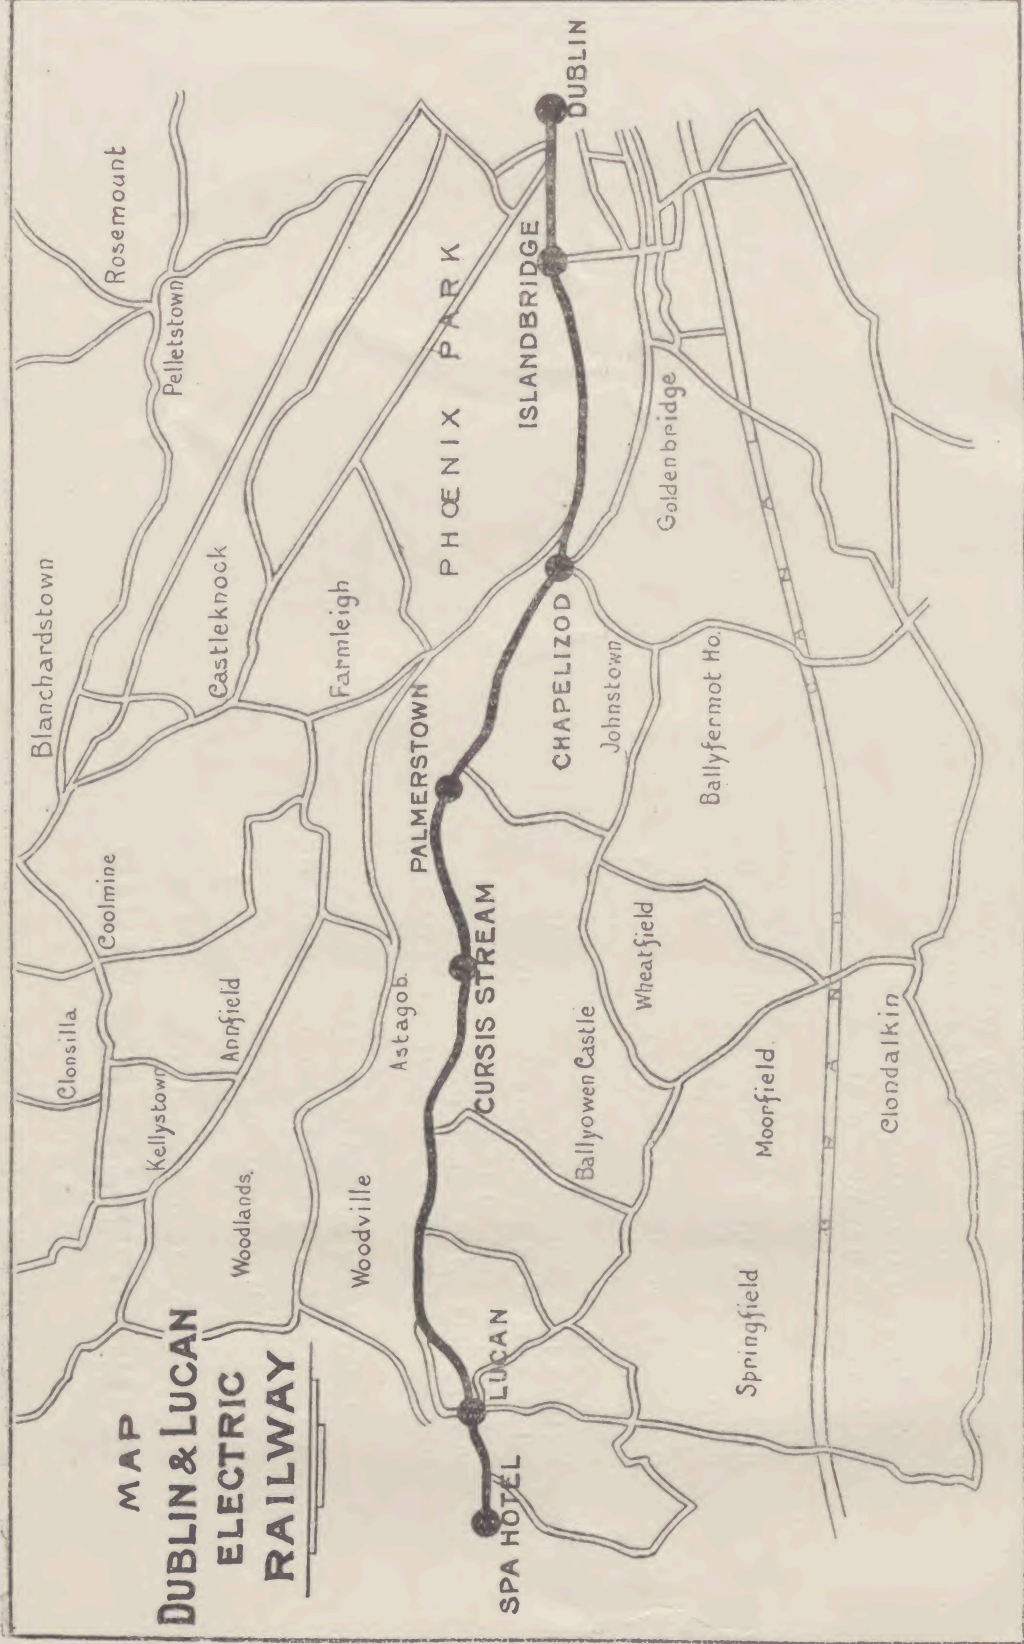 MAP
DUBLIN & LUCAN
ELECTRIC
RAILWAY
Blanchardstown
Rosemount
Clonsilla
Coolmine
Pelletstown
Kellystown
Annfield
Castleknock
Woodlands.
Farmleigh
Woodville
Astagob.
PHŒNIX PARK
PALMERSTOWN
CURSIS STREAM
SPA HOTEL
LUCAN
CHAPELIZOD
ISLANDBRIDGE
DUBLIN
Ballyowen Castle
Johnstown
Wheatfield
Goldenbridge
Ballyfermot Ho.
Springfield
Moorfield.
GRAND CANAL
Clondalkin